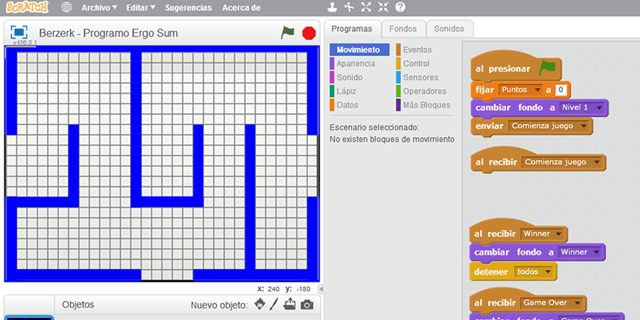 SCRATCH
Archivo
Editar
Sugerencias
Acerca de
Berzerk - Programo Ergo Sum
v458.0.1
x: 240 y: -180
Objetos
Nuevo objeto:
Programas
Fondos
Sonidos
Movimiento
Apariencia
Sonido
Lápiz
Datos
Eventos
Control
Sensores
Operadores
Más Bloques
Escenario seleccionado:
No existen bloques de movimiento
al presionar
fijar Puntos a 0
cambiar fondo a Nivel 1
enviar Comienza juego
al recibir Comienza juego
al recibir Winner
cambiar fondo a Winner
detener todos
al recibir Game Over